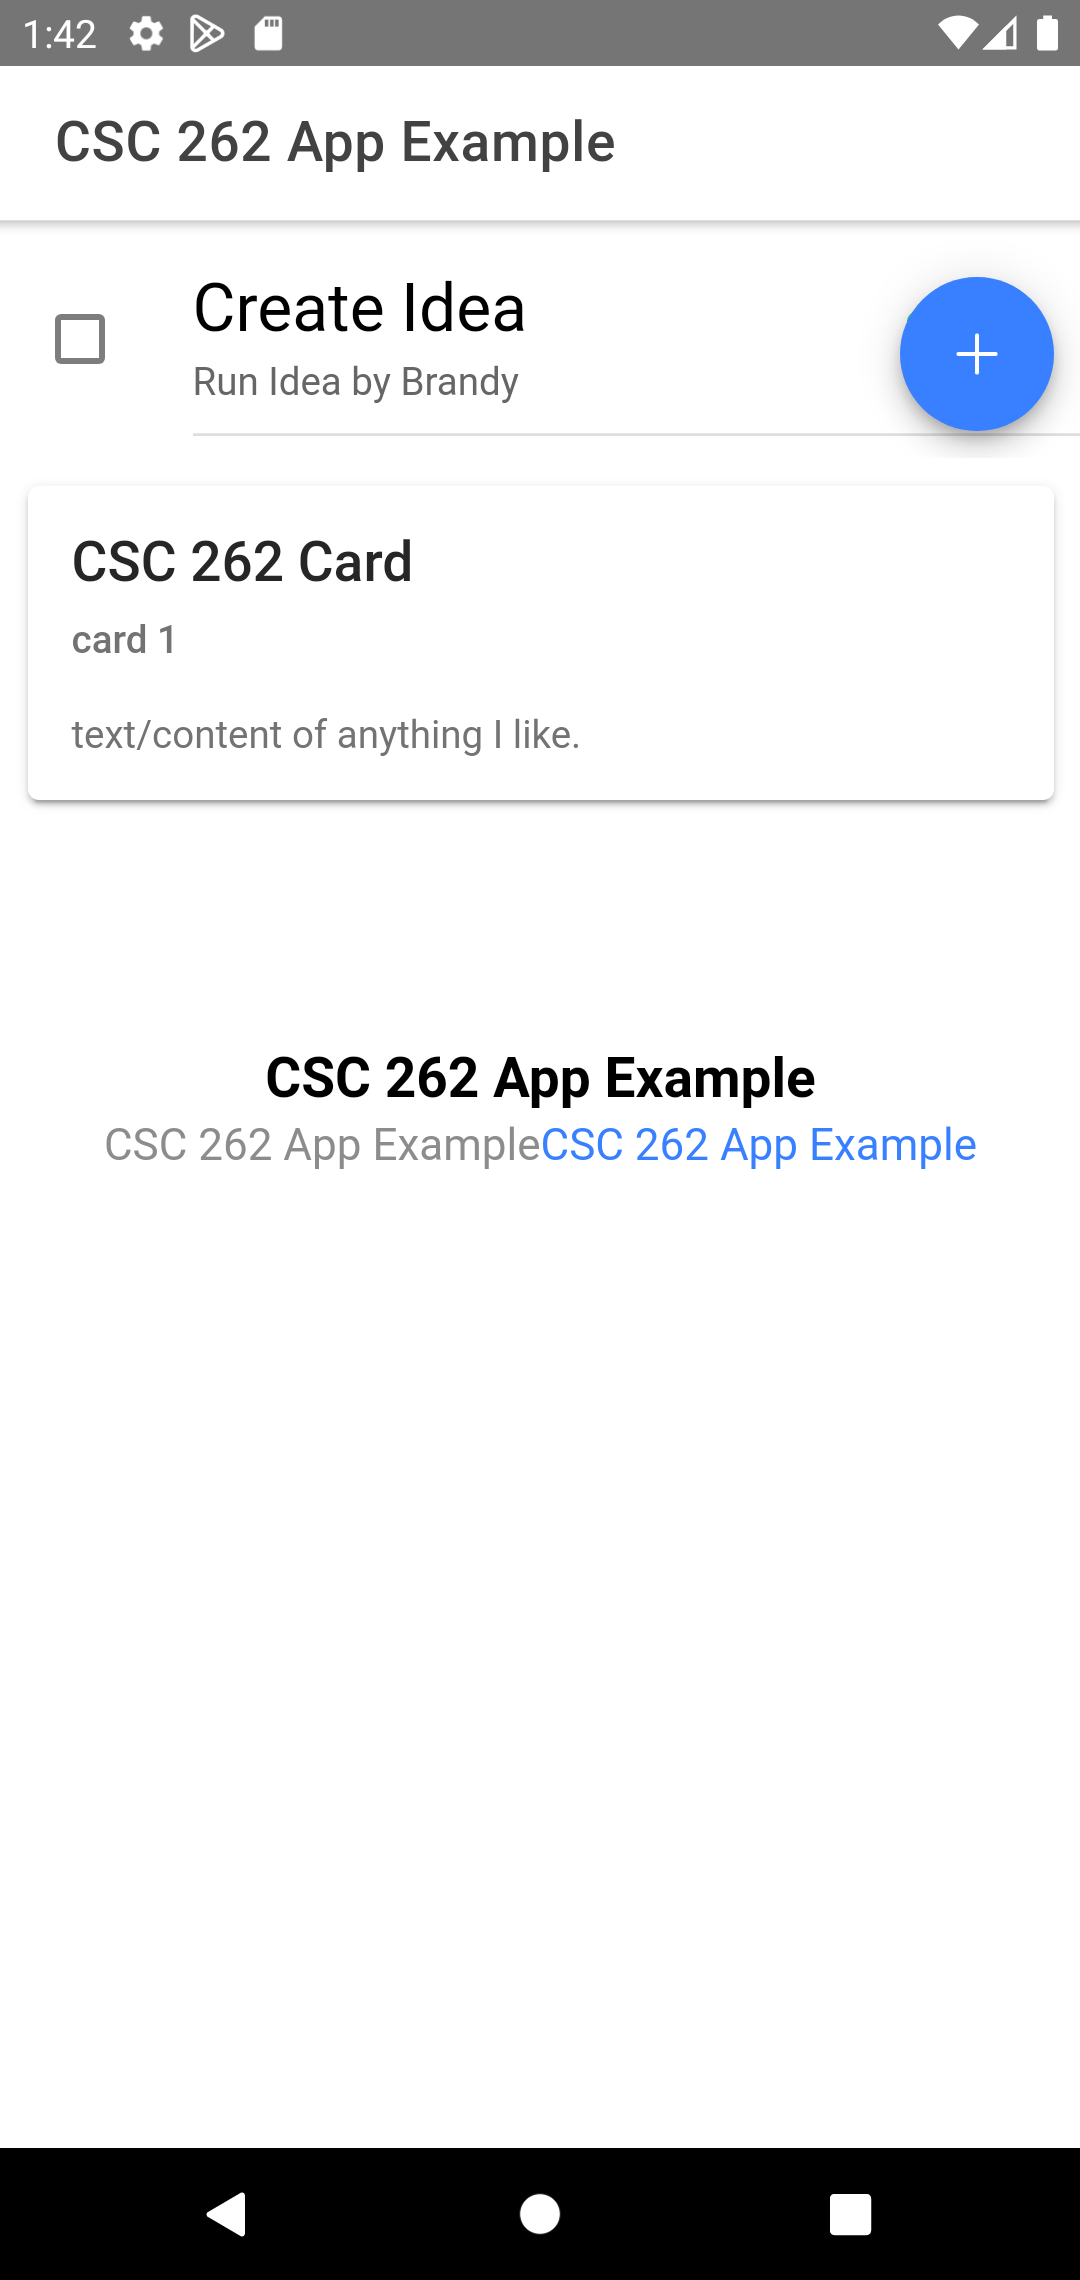 1:42
CSC 262 App Example
Create Idea
Run Idea by Brandy
CSC 262 Card
card 1
text/content of anything I like.
CSC 262 App Example
CSC 262 App ExampleCSC 262 App Example